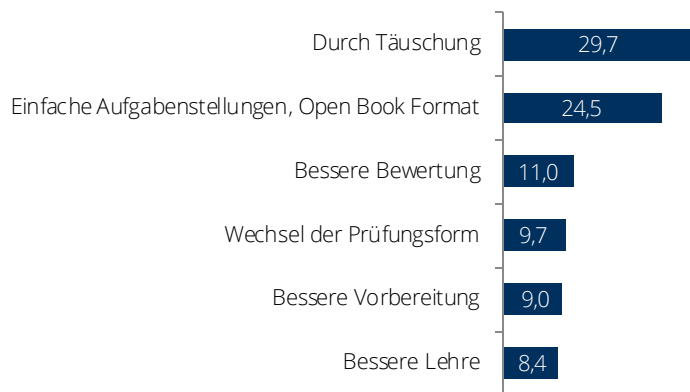 Durch Täuschung 29,7
Einfache Aufgabenstellungen, Open Book Format 24,5
Bessere Bewertung 11,0
Wechsel der Prüfungsform 9,7
Bessere Vorbereitung 9,0
Bessere Lehre 8,4